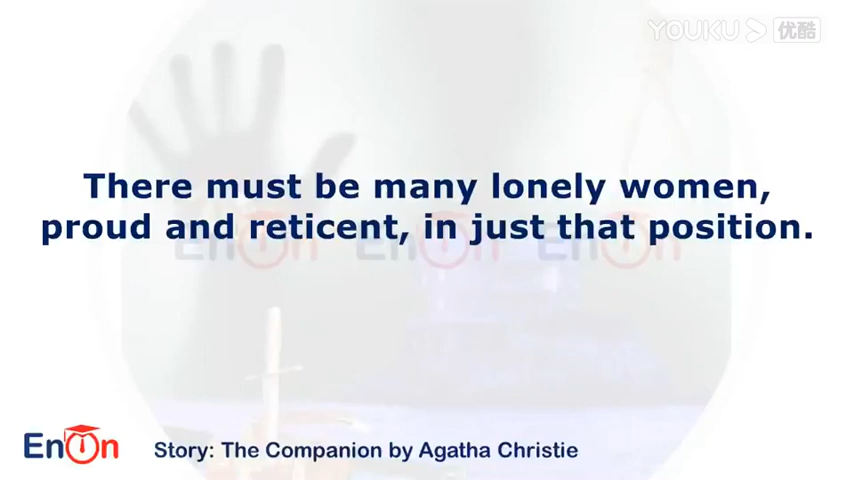 YOUKU 优酷
There must be many lonely women,
proud and reticent, in just that position.
EnOn EnOn EnOn
EnOn Story: The Companion by Agatha Christie